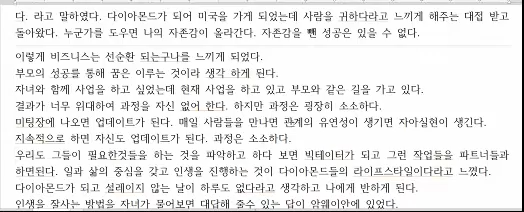 다. 라고 말하였다. 다이아몬드가 되어 미국을 가게 되었는데 사람을 귀하다라고 느끼게 해주는 대접 받고
돌아왔다. 누군가를 도우면 나의 자존감이 올라간다. 자존감을 뺀 성공은 있을 수 없다.
이렇게 비즈니스는 선순환 되는구나를 느끼게 되었다.
부모의 성공를 통해 꿈은 이루는 것이라 생각 하게 된다.
자녀와 함께 사업을 하고 싶었는데 현재 사업을 하고 있고 부모와 같은 길을 가고 있다.
결과가 너무 위대하여 과정을 자신 없어 한다. 하지만 과정은 굉장히 소소하다.
미팅장에 나오면 업데이트가 된다. 매일 사람들을 만나면 관계의 유연성이 생기면 자아실현이 생긴다.
지속적으로 하면 자신도 업데이트가 된다. 과정은 소소하다.
우리도 그들이 필요한것들을 하는 것을 파악하고 하다 보면 빅테이터가 되고 그런 작업들을 파트너들과
하면된다. 일과 삶의 중심을 갖고 인생을 진행하는 것이 다이아몬드들의 라이프스타일이다라고 느꼈다.
다이아몬드가 되고 설레이지 않는 날이 하루도 없다라고 생각하고 나에게 반하게 된다.
인생을 잘사는 방법을 자녀가 물어보면 대답해 줄수 있는 답이 암웨이안에 있었다.